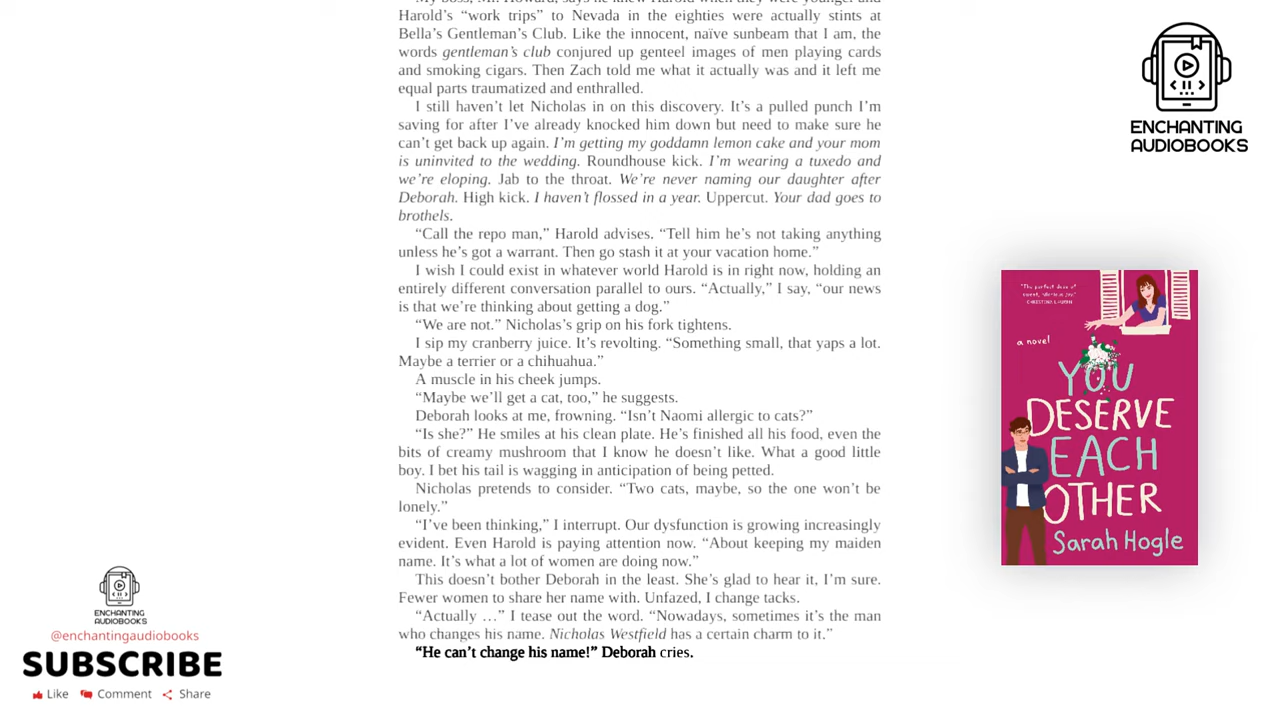 My boss, Mr. Howard, says he knew Harold when they were younger and
Harold’s “work trips” to Nevada in the eighties were actually stints at
Bella’s Gentleman’s Club. Like the innocent, naïve sunbeam that I am, the
words gentleman’s club conjured up genteel images of men playing cards
and smoking cigars. Then Zach told me what it actually was and it left me
equal parts traumatized and enthralled.
I still haven’t let Nicholas in on this discovery. It’s a pulled punch I’m
saving for after I’ve already knocked him down but need to make sure he
can’t get back up again. I’m getting my goddamn lemon cake and your mom
is uninvited to the wedding. Roundhouse kick. I’m wearing a tuxedo and
we’re eloping. Jab to the throat. We’re never naming our daughter after
Deborah. High kick. I haven’t flossed in a year. Uppercut. Your dad goes to
brothels.
“Call the repo man,” Harold advises. “Tell him he’s not taking anything
unless he’s got a warrant. Then go stash it at your vacation home.”
I wish I could exist in whatever world Harold is in right now, holding an
entirely different conversation parallel to ours. “Actually,” I say, “our news
is that we’re thinking about getting a dog.”
“We are not.” Nicholas’s grip on his fork tightens.
I sip my cranberry juice. It’s revolting. “Something small, that yaps a lot.
Maybe a terrier or a chihuahua.”
A muscle in his cheek jumps.
“Maybe we’ll get a cat, too,” he suggests.
Deborah looks at me, frowning. “Isn’t Naomi allergic to cats?”
“Is she?” He smiles at his clean plate. He’s finished all his food, even the
bits of creamy mushroom that I know he doesn’t like. What a good little
boy. I bet his tail is wagging in anticipation of being petted.
Nicholas pretends to consider. “Two cats, maybe, so the one won’t be
lonely.”
“I’ve been thinking,” I interrupt. Our dysfunction is growing increasingly
evident. Even Harold is paying attention now. “About keeping my maiden
name. It’s what a lot of women are doing now.”
This doesn’t bother Deborah in the least. She’s glad to hear it, I’m sure.
Fewer women to share her name with. Unfazed, I change tacks.
“Actually …” I tease out the word. “Nowadays, sometimes it’s the man
who changes his name. Nicholas Westfield has a certain charm to it.”
“He can’t change his name!” Deborah cries.
ENCHANTING
AUDIOBOOKS
a novel
YOU
DESERVE
EACH
OTHER
Sarah Hogle
ENCHANTING
AUDIOBOOKS
@enchantingaudiobooks
SUBSCRIBE
Like Comment Share